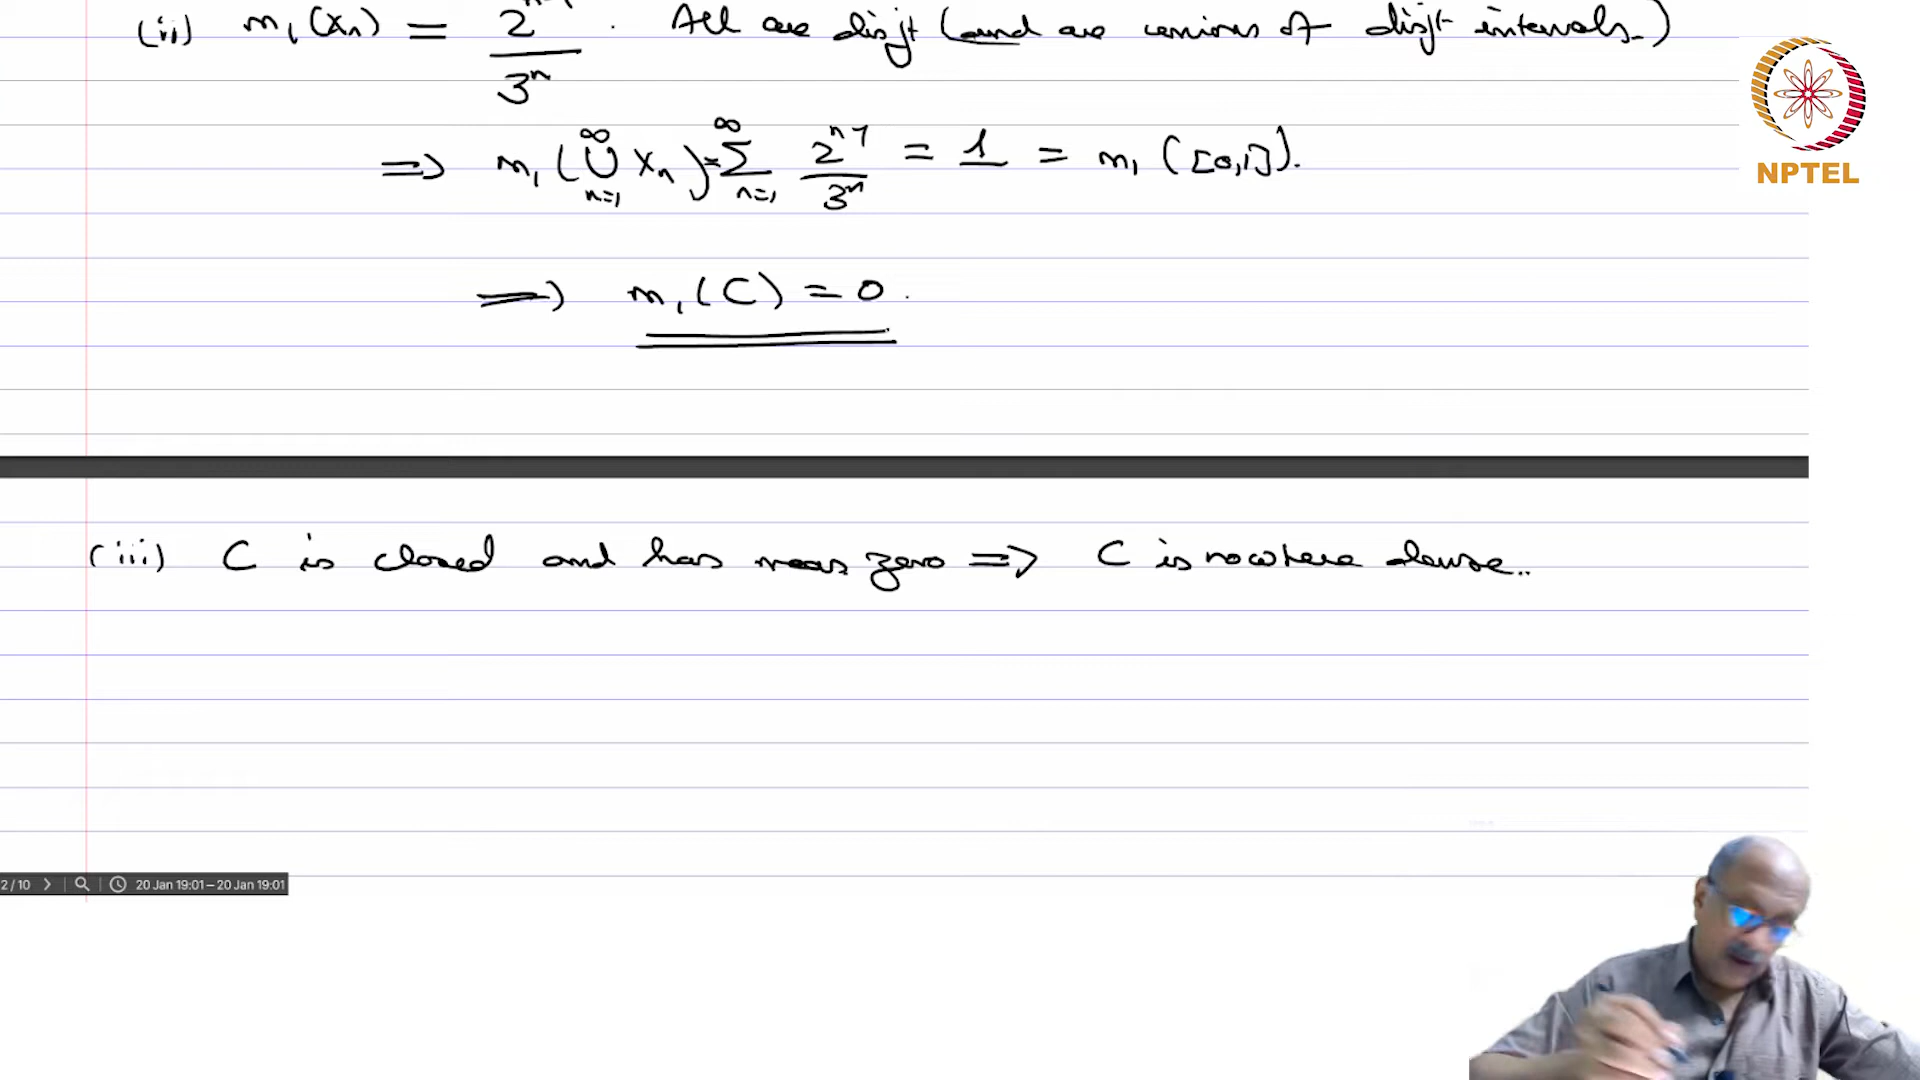 (ii) m₁(Xₙ) = 2ⁿ⁻¹/3ⁿ. All are disjt (and are unions of disjt intervals.)
⇒ m₁(∪ₙ₌₁^∞ Xₙ) = Σₙ₌₁^∞ 2ⁿ⁻¹/3ⁿ = 1 = m₁([0,1]).
NPTEL
⇒ m₁(C) = 0.
(iii) C is closed and has meas. zero ⇒ C is nowhere dense..
2/10 20 Jan 19:01 – 20 Jan 19:01